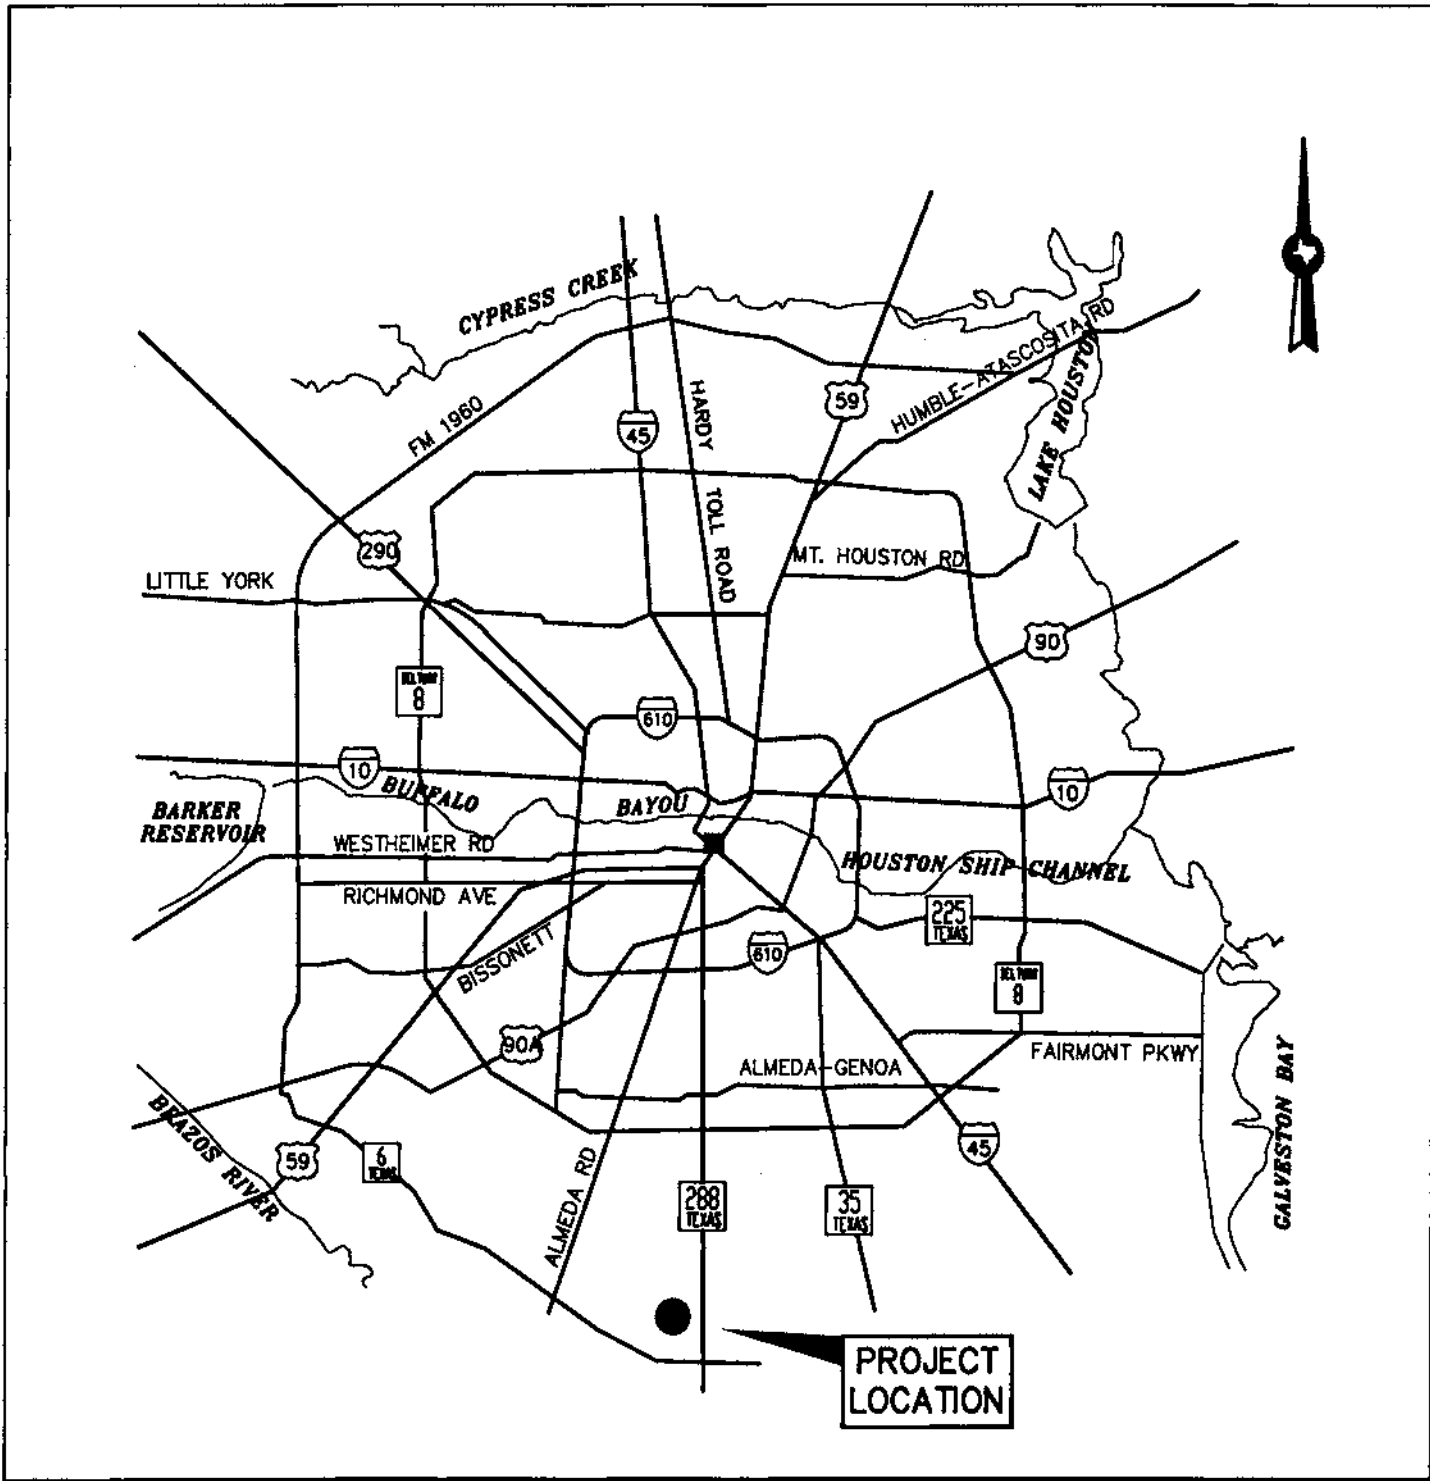 CYPRESS CREEK
HUMBLE-ATASCOSITA RD
LAKE HOUSTON
59
FM 1960
45
HARDY
TOLL ROAD
290
MT. HOUSTON RD
LITTLE YORK
90
BELTWAY
8
610
10
BUFFALO
BAYOU
10
BARKER
RESERVOIR
WESTHEIMER RD
HOUSTON SHIP CHANNEL
RICHMOND AVE
225
TEXAS
BISSONETT
610
BELTWAY
8
90A
FAIRMONT PKWY
ALMEDA-GENOA
GALVESTON BAY
BRAZOS RIVER
59
6
TEXAS
45
ALMEDA RD
288
TEXAS
35
TEXAS
PROJECT
LOCATION